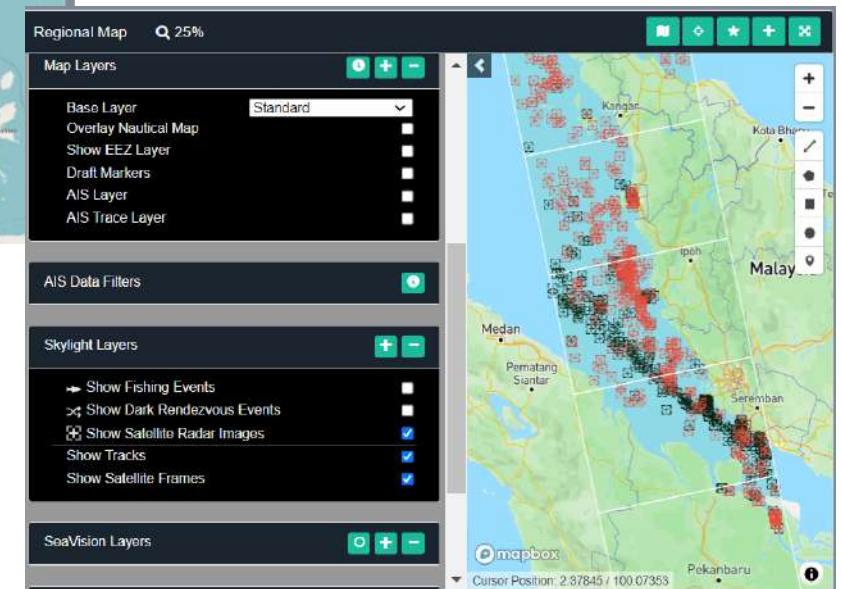 Regional Map 25%
Map Layers
Base Layer Standard
Overlay Nautical Map
Show EEZ Layer
Draft Markers
AIS Layer
AIS Trace Layer
AIS Data Filters
Skylight Layers
Show Fishing Events
Show Dark Rendezvous Events
Show Satellite Radar Images
Show Tracks
Show Satellite Frames
SeaVision Layers
Kangar
Kota Bh
Ipoh
Malay
Medan
Pematang
Siantar
Seremban
mapbox
Pekanbaru
Cursor Position: 2.37845 / 100.07353